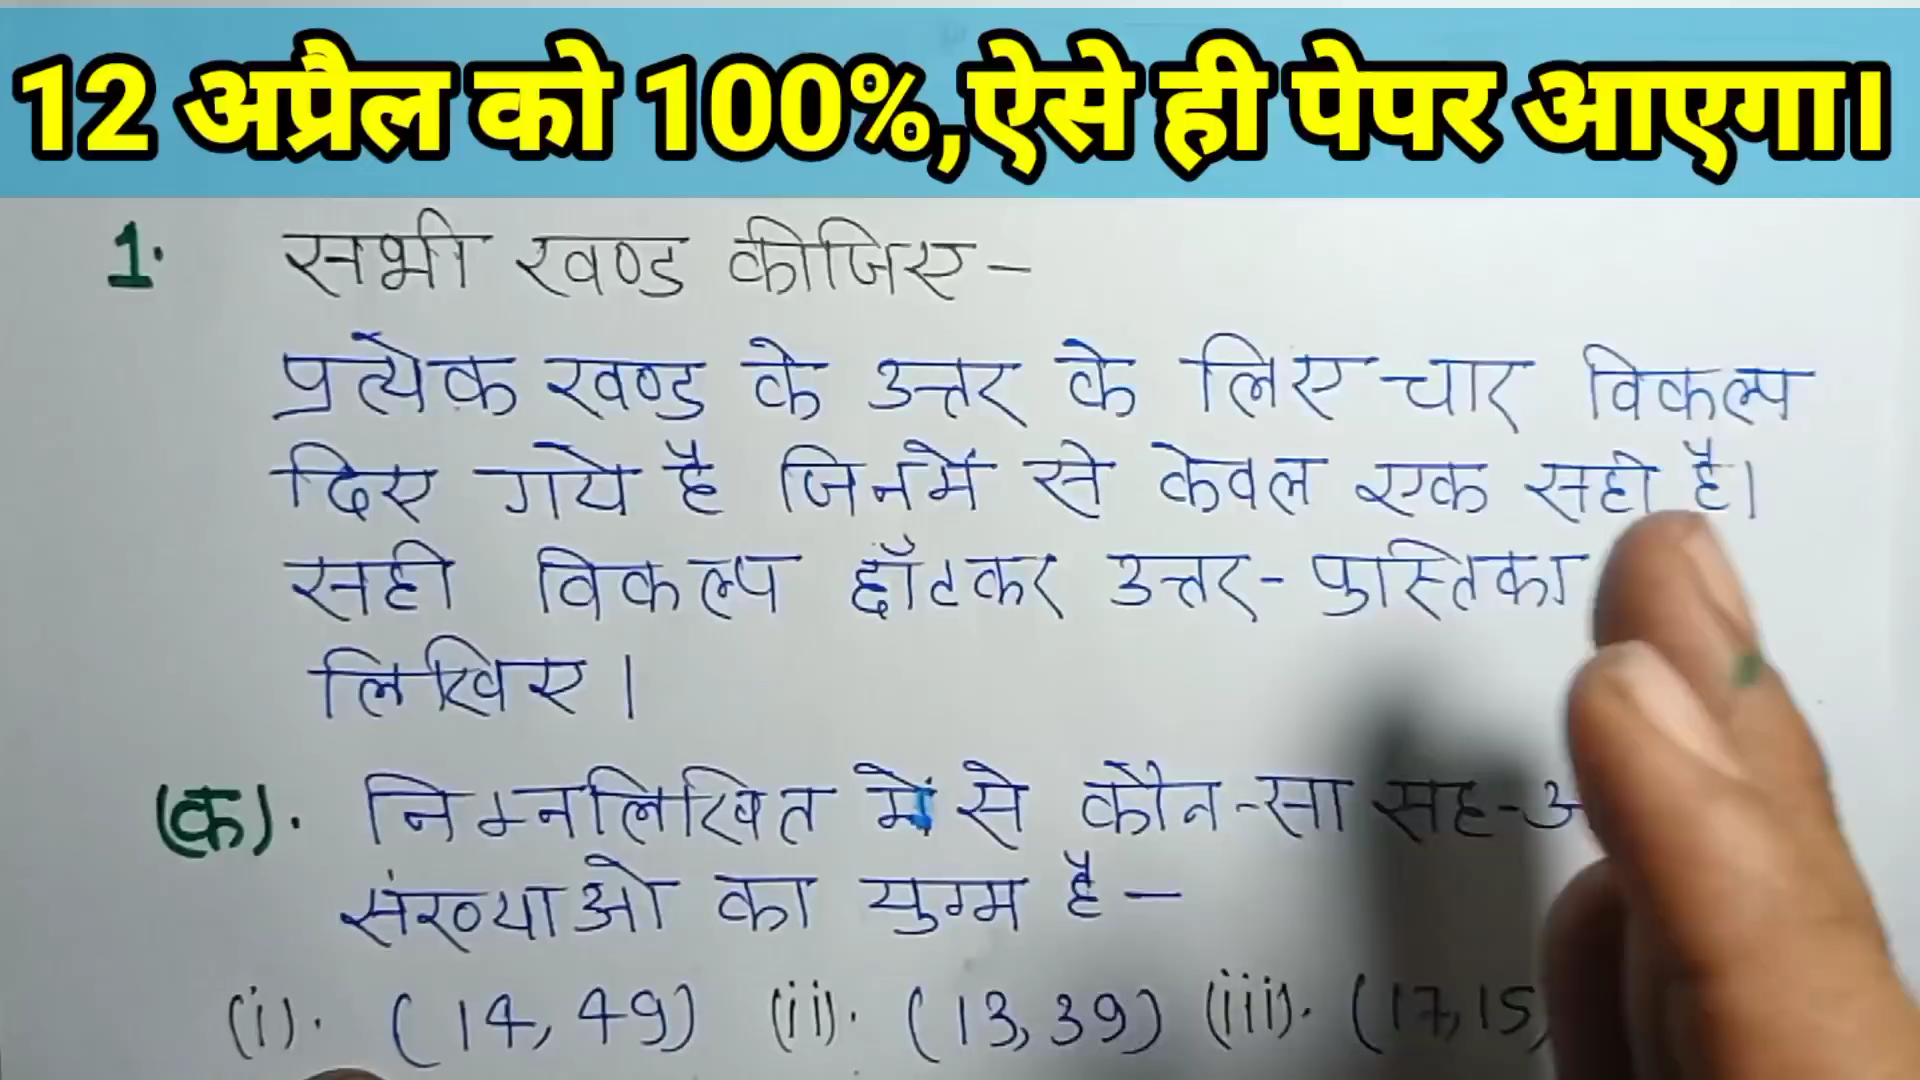 12 अप्रैल को 100%,ऐसे ही पेपर आएगा।
1. सभी खण्ड कीजिए-
प्रत्येक खण्ड के उत्तर के लिए चार विकल्प
दिए गये है जिनमें से केवल एक सही है।
सही विकल्प छाँटकर उत्तर-पुस्तिका
लिखिए।
(क). निम्नलिखित में से कौन-सा सह-
संख्याओ का युग्म है-
(i). (14,49) (ii). (13,39) (iii). (17,15)